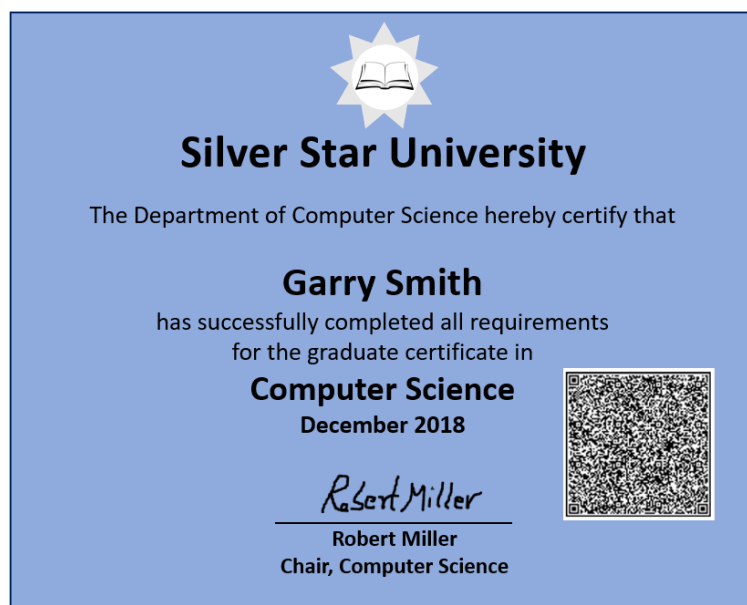 Silver Star University
The Department of Computer Science hereby certify that
Garry Smith
has successfully completed all requirements
for the graduate certificate in
Computer Science
December 2018
Robert Miller
Robert Miller
Chair, Computer Science